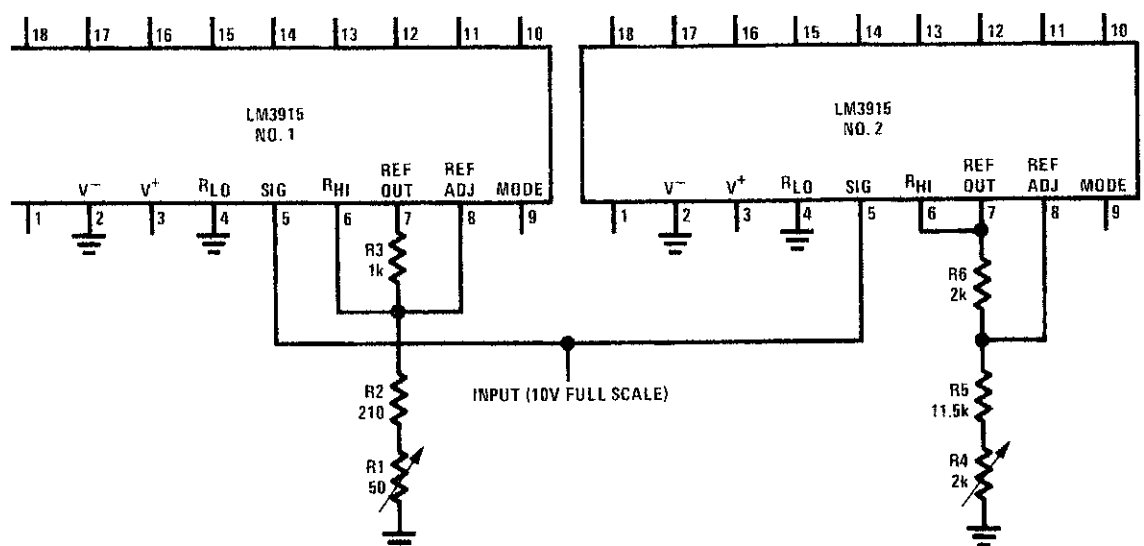 18 17 16 15 14 13 12 11 10
18 17 16 15 14 13 12 11 10
LM3915
NO. 1
LM3915
NO. 2
V⁻ V⁺ RLO SIG RHI REF OUT REF ADJ MODE
V⁻ V⁺ RLO SIG RHI REF OUT REF ADJ MODE
1 2 3 4 5 6 7 8 9
1 2 3 4 5 6 7 8 9
R3
1k
R6
2k
INPUT (10V FULL SCALE)
R2
210
R5
11.5k
R1
50
R4
2k